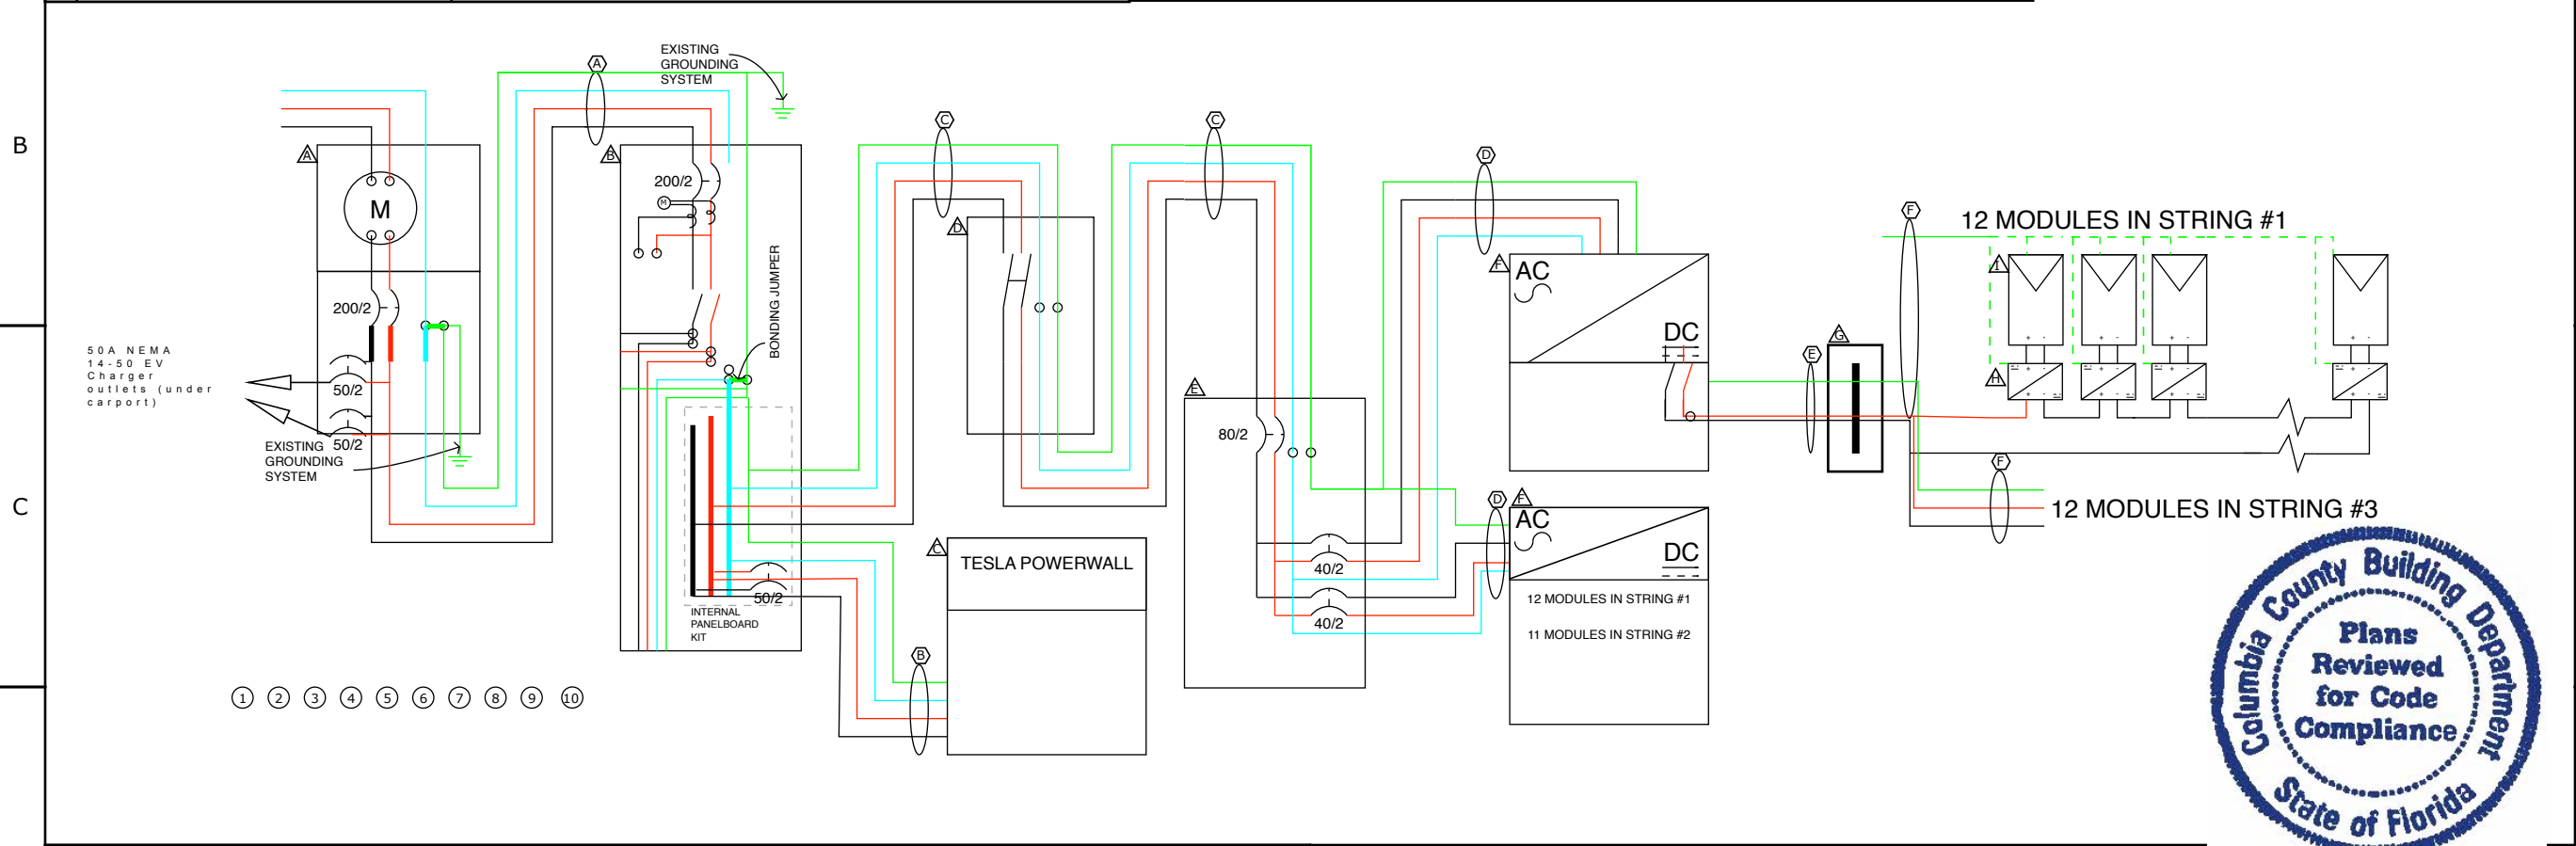 B
C
EXISTING
GROUNDING
SYSTEM
A
A
M
200/2
50A NEMA
14-50 EV
Charger
outlets (under
carport)
50/2
50/2
EXISTING
GROUNDING
SYSTEM
B
200/2
M
BONDING JUMPER
INTERNAL
PANELBOARD
KIT
50/2
C
D
C
TESLA POWERWALL
B
C
E
80/2
40/2
40/2
D
F
AC
DC
D
F
AC
DC
12 MODULES IN STRING #1
11 MODULES IN STRING #2
E
G
F
12 MODULES IN STRING #1
I
H
+ -
+ -
+ -
+ -
F
12 MODULES IN STRING #3
1 2 3 4 5 6 7 8 9 10
Columbia County Building Department
Plans
Reviewed
for Code
Compliance
State of Florida